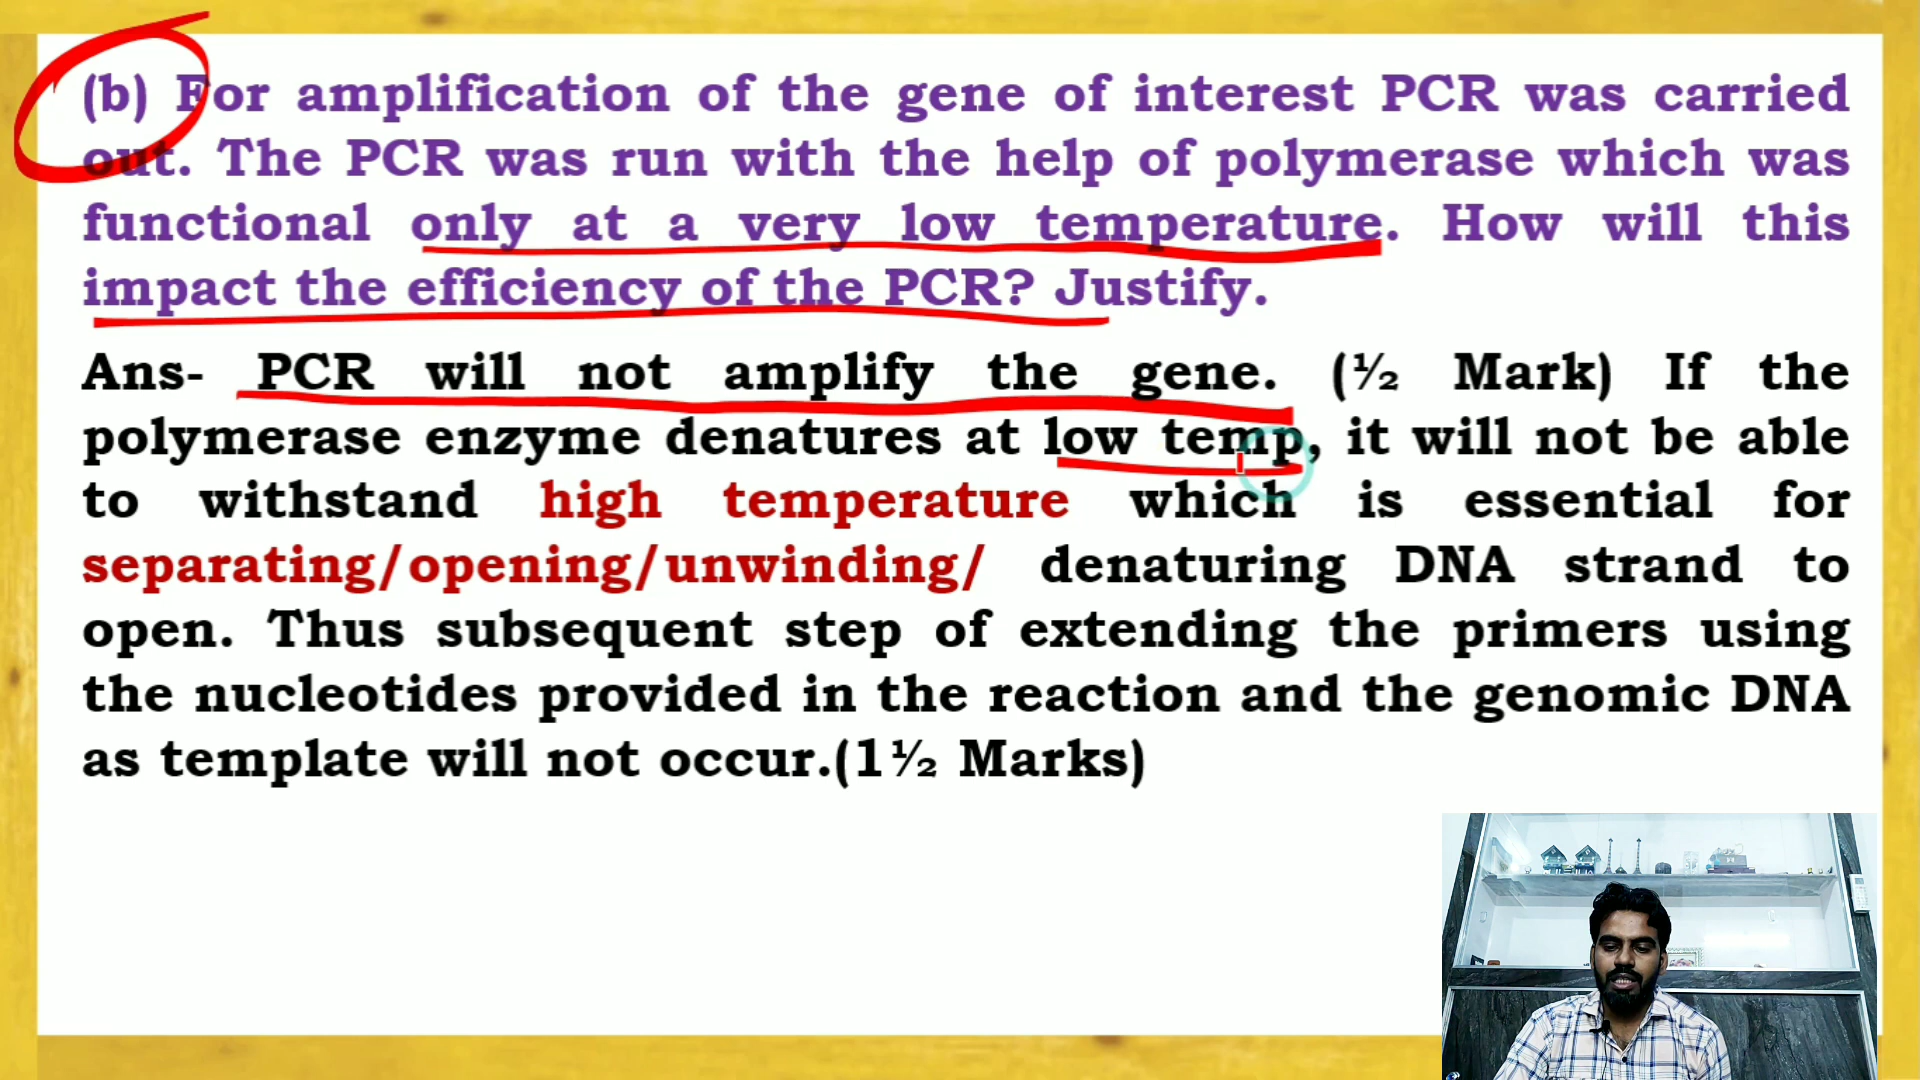 (b) For amplification of the gene of interest PCR was carried
out. The PCR was run with the help of polymerase which was
functional only at a very low temperature. How will this
impact the efficiency of the PCR? Justify.
Ans- PCR will not amplify the gene. (½ Mark) If the
polymerase enzyme denatures at low temp, it will not be able
to withstand high temperature which is essential for
separating/opening/unwinding/ denaturing DNA strand to
open. Thus subsequent step of extending the primers using
the nucleotides provided in the reaction and the genomic DNA
as template will not occur.(1½ Marks)